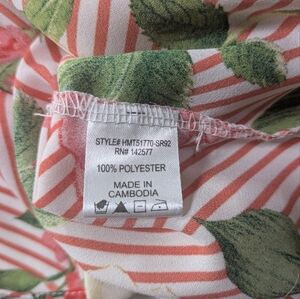 STYLE# HMT51770-SR92
RN# 142577
100% POLYESTER
MADE IN
CAMBODIA